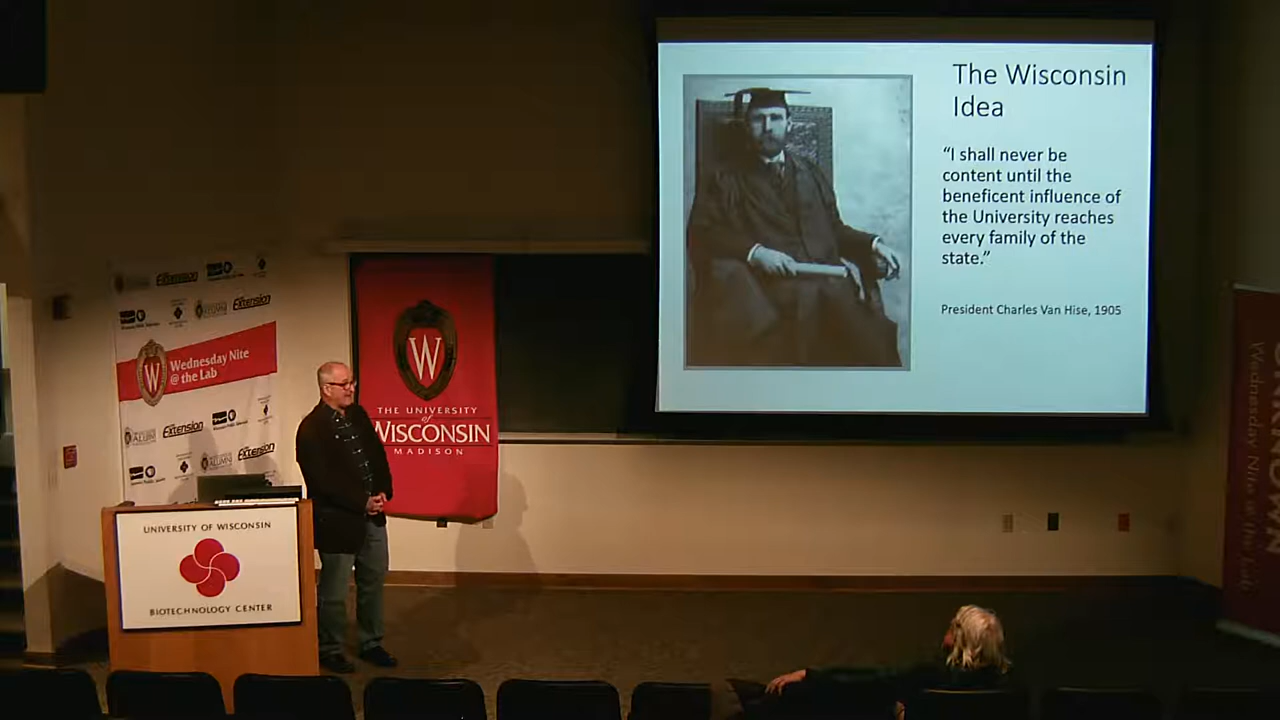 The Wisconsin
Idea
“I shall never be
content until the
beneficent influence of
the University reaches
every family of the
state.”
President Charles Van Hise, 1905
Extension
Extension
Wednesday Nite
@ the Lab
Extension
ALUMNI
Extension
W
THE UNIVERSITY
of
WISCONSIN
MADISON
UNIVERSITY OF WISCONSIN
BIOTECHNOLOGY CENTER
Wednesday Nite @ the Lab